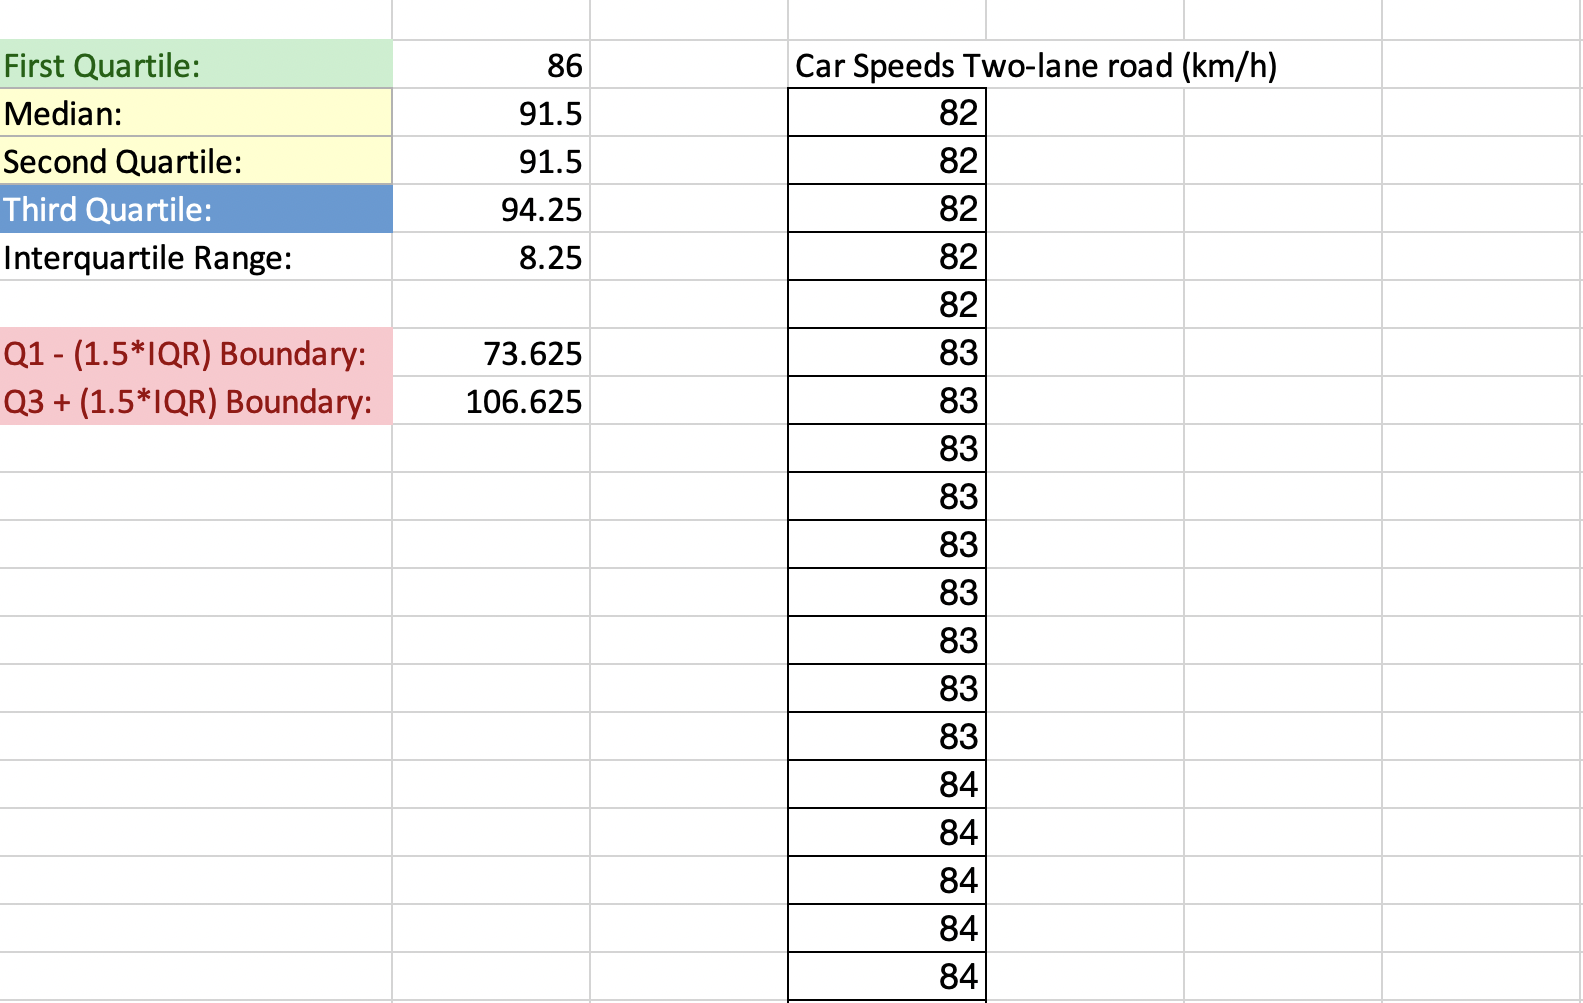 First Quartile: 86 Car Speeds Two-lane road (km/h)
Median: 91.5 82
Second Quartile: 91.5 82
Third Quartile: 94.25 82
Interquartile Range: 8.25 82
82
Q1 - (1.5*IQR) Boundary: 73.625 83
Q3 + (1.5*IQR) Boundary: 106.625 83
83
83
83
83
83
83
83
84
84
84
84
84